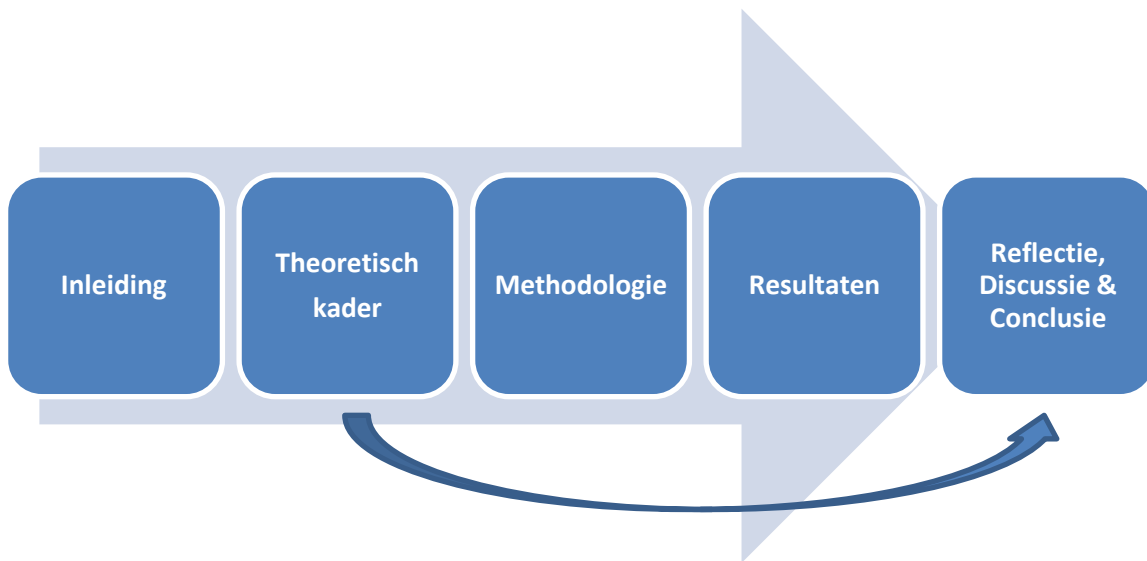 Inleiding
Theoretisch
kader
Methodologie
Resultaten
Reflectie,
Discussie &
Conclusie